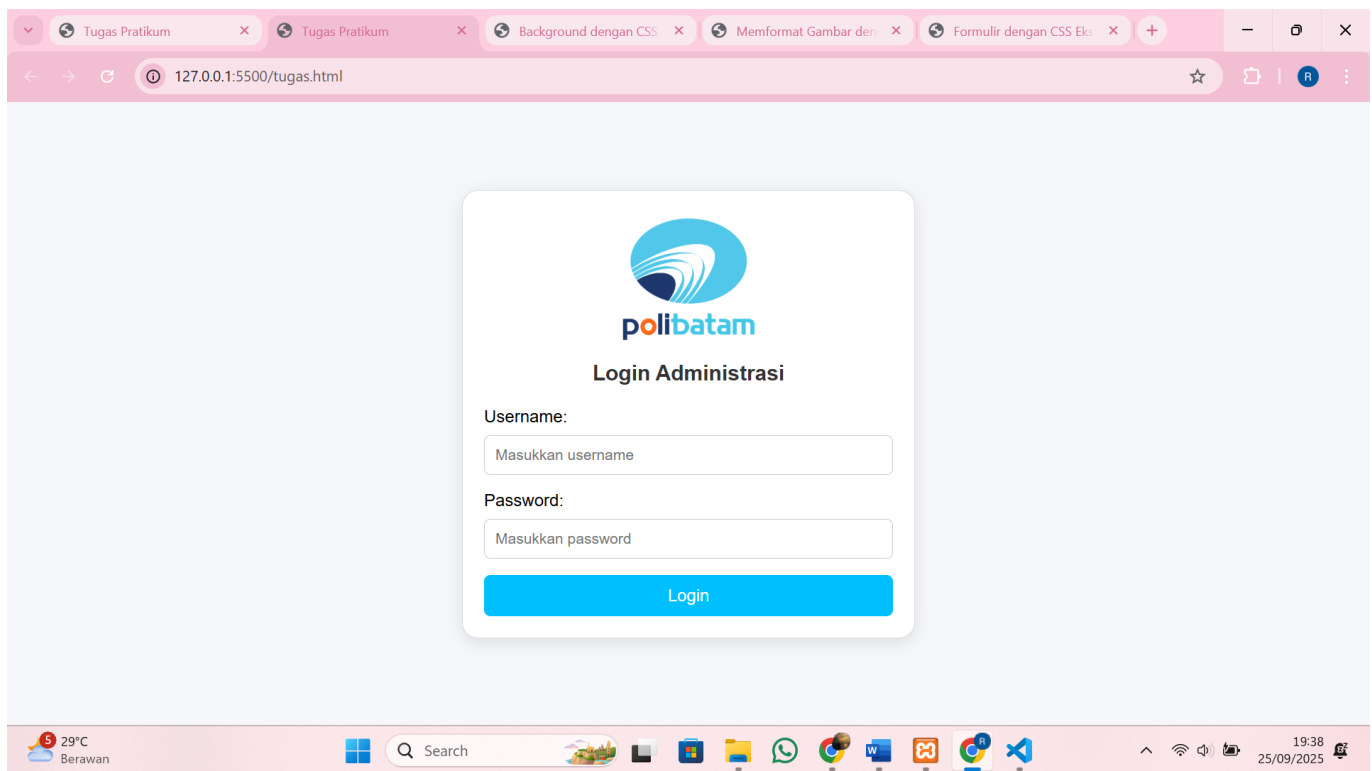 Tugas Pratikum
Tugas Pratikum
Background dengan CSS
Memformat Gambar den
Formulir dengan CSS Eks
127.0.0.1:5500/tugas.html
R
polibatam
Login Administrasi
Username:
Masukkan username
Password:
Masukkan password
Login
5
29°C
Berawan
Search
W
R
19:38
25/09/2025